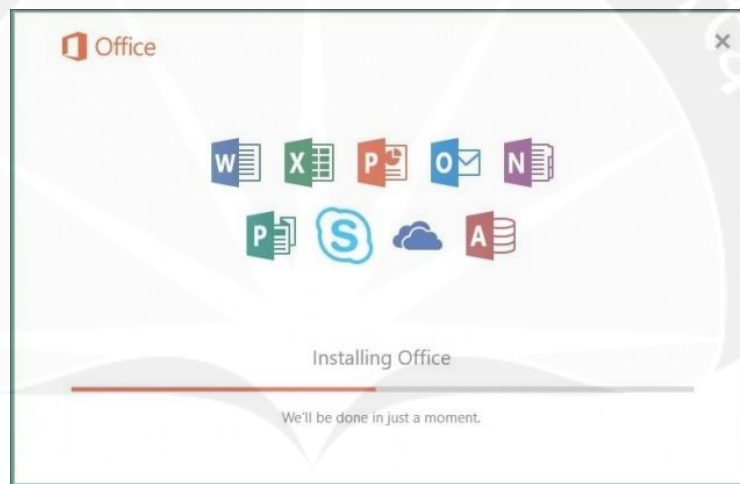 Office
W X P O N
P S A
Installing Office
We'll be done in just a moment.